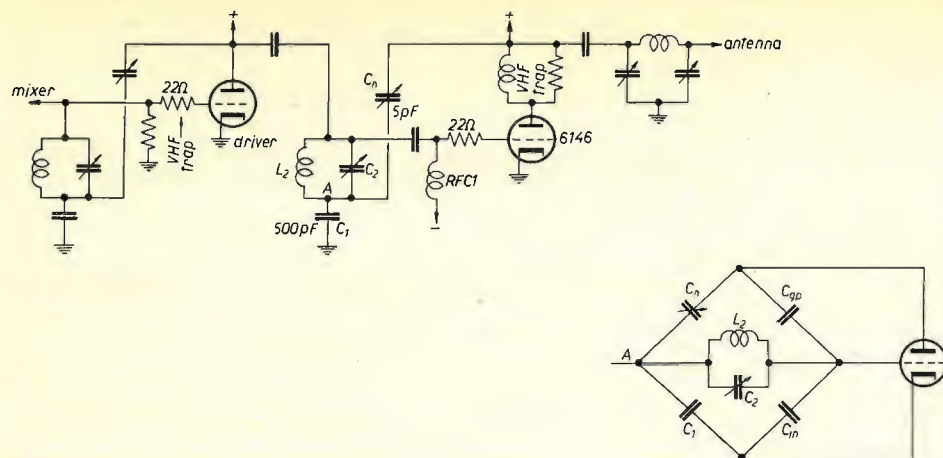 +
+
antenna
mixer
22Ω
VHF trap
driver
Cn
5pF
VHF trap
22Ω
6146
L2
C2
A
RFC1
500pF
C1
-
Cn
Cgp
L2
A
C2
C1
Cin